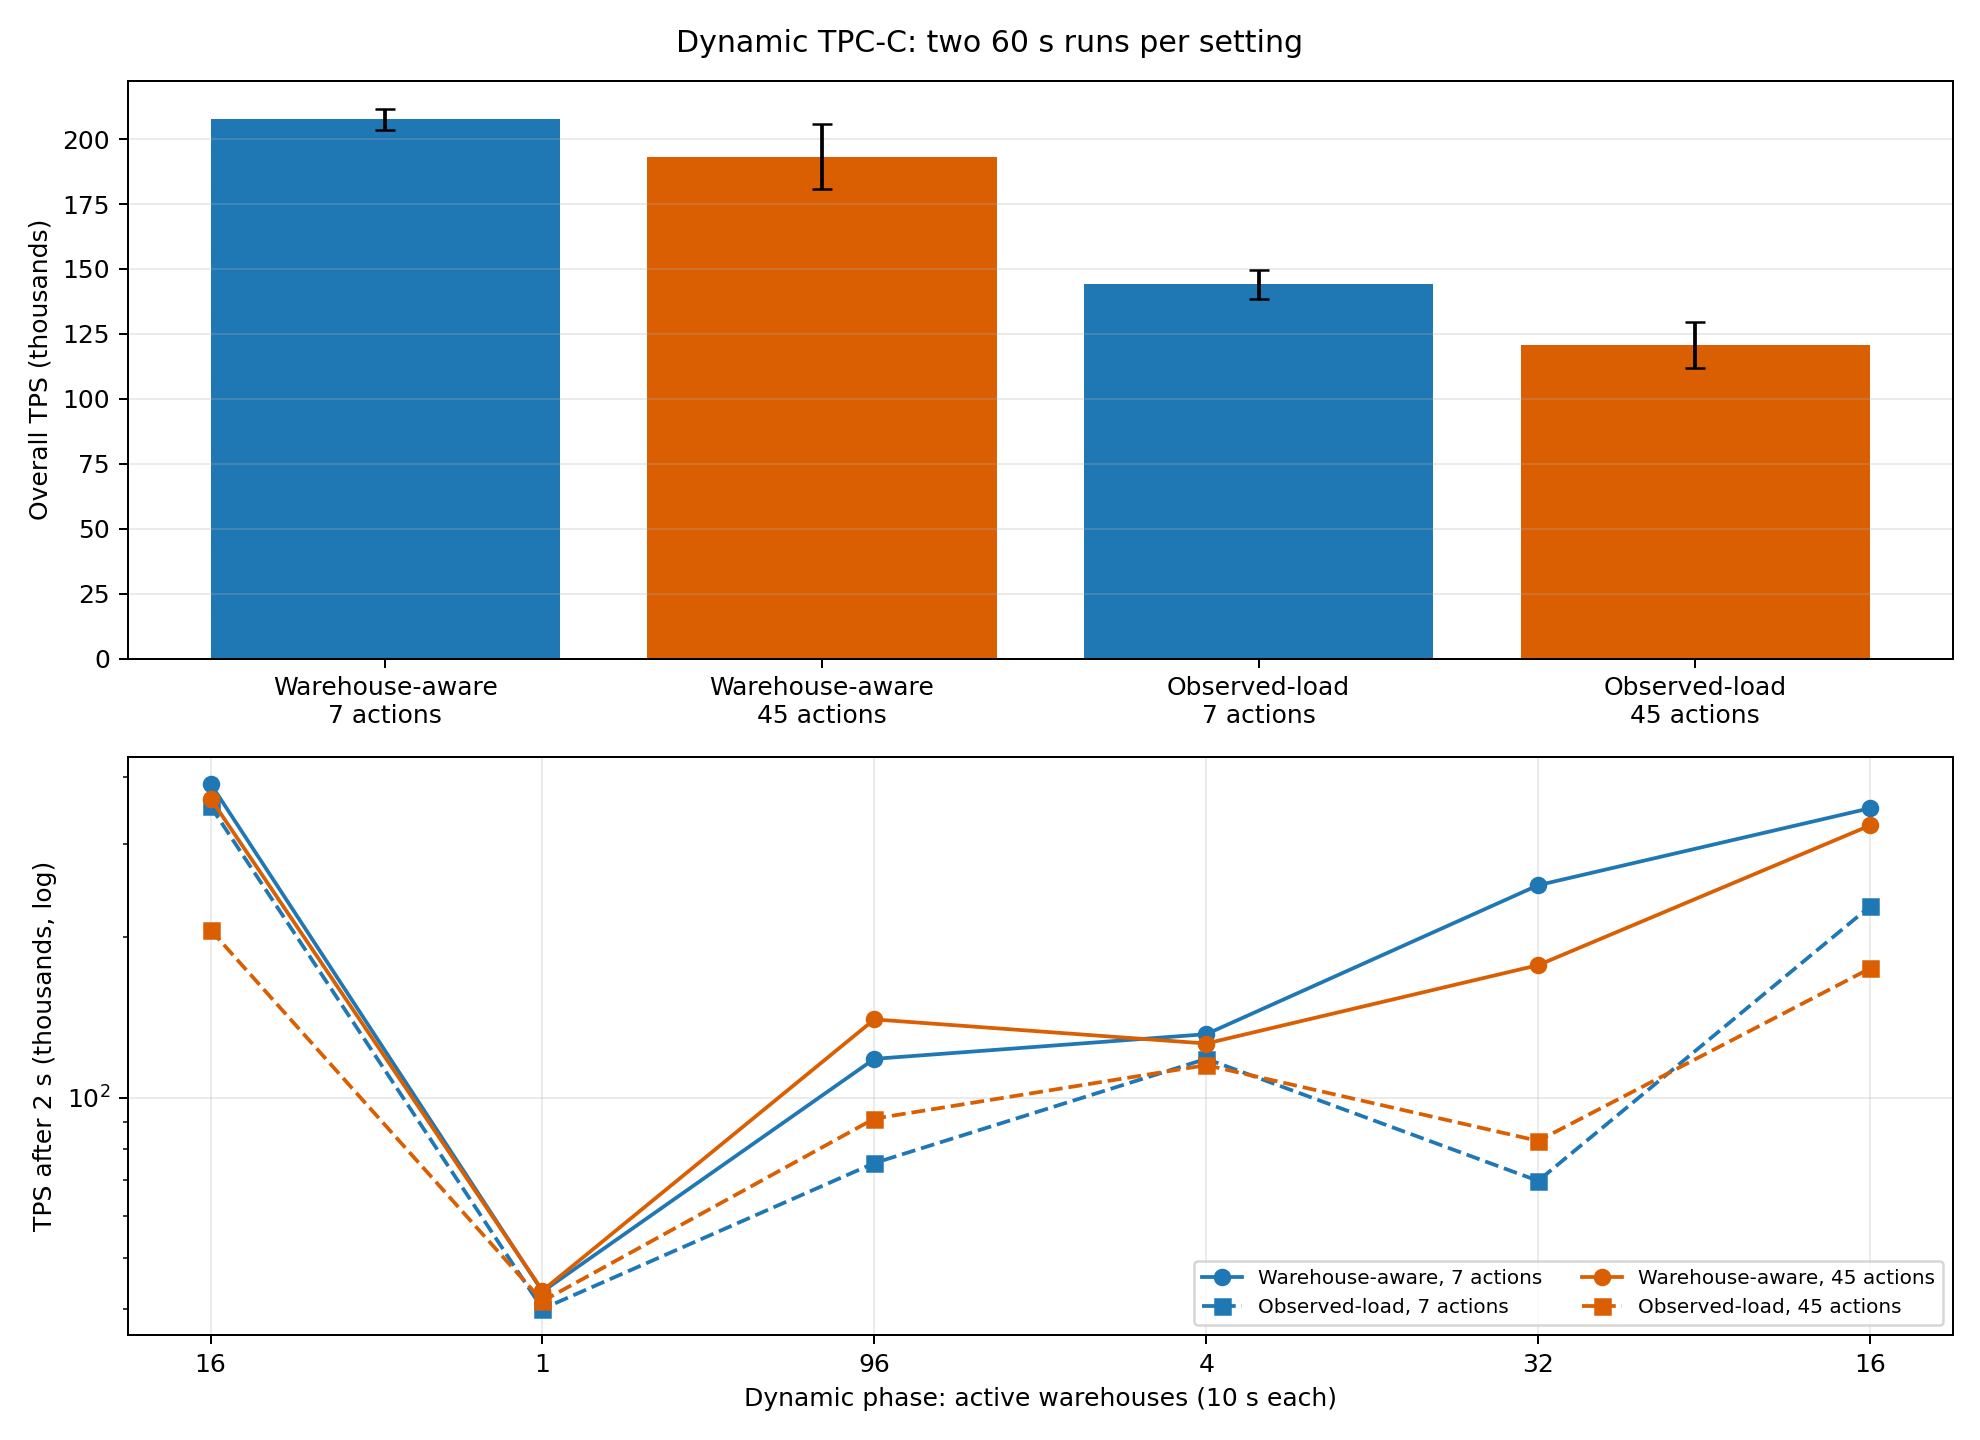 Dynamic TPC-C: two 60 s runs per setting
Overall TPS (thousands)
200
175
150
125
100
75
50
25
0
Warehouse-aware
7 actions
Warehouse-aware
45 actions
Observed-load
7 actions
Observed-load
45 actions
TPS after 2 s (thousands, log)
10²
Warehouse-aware, 7 actions
Observed-load, 7 actions
Warehouse-aware, 45 actions
Observed-load, 45 actions
16 1 96 4 32 16
Dynamic phase: active warehouses (10 s each)